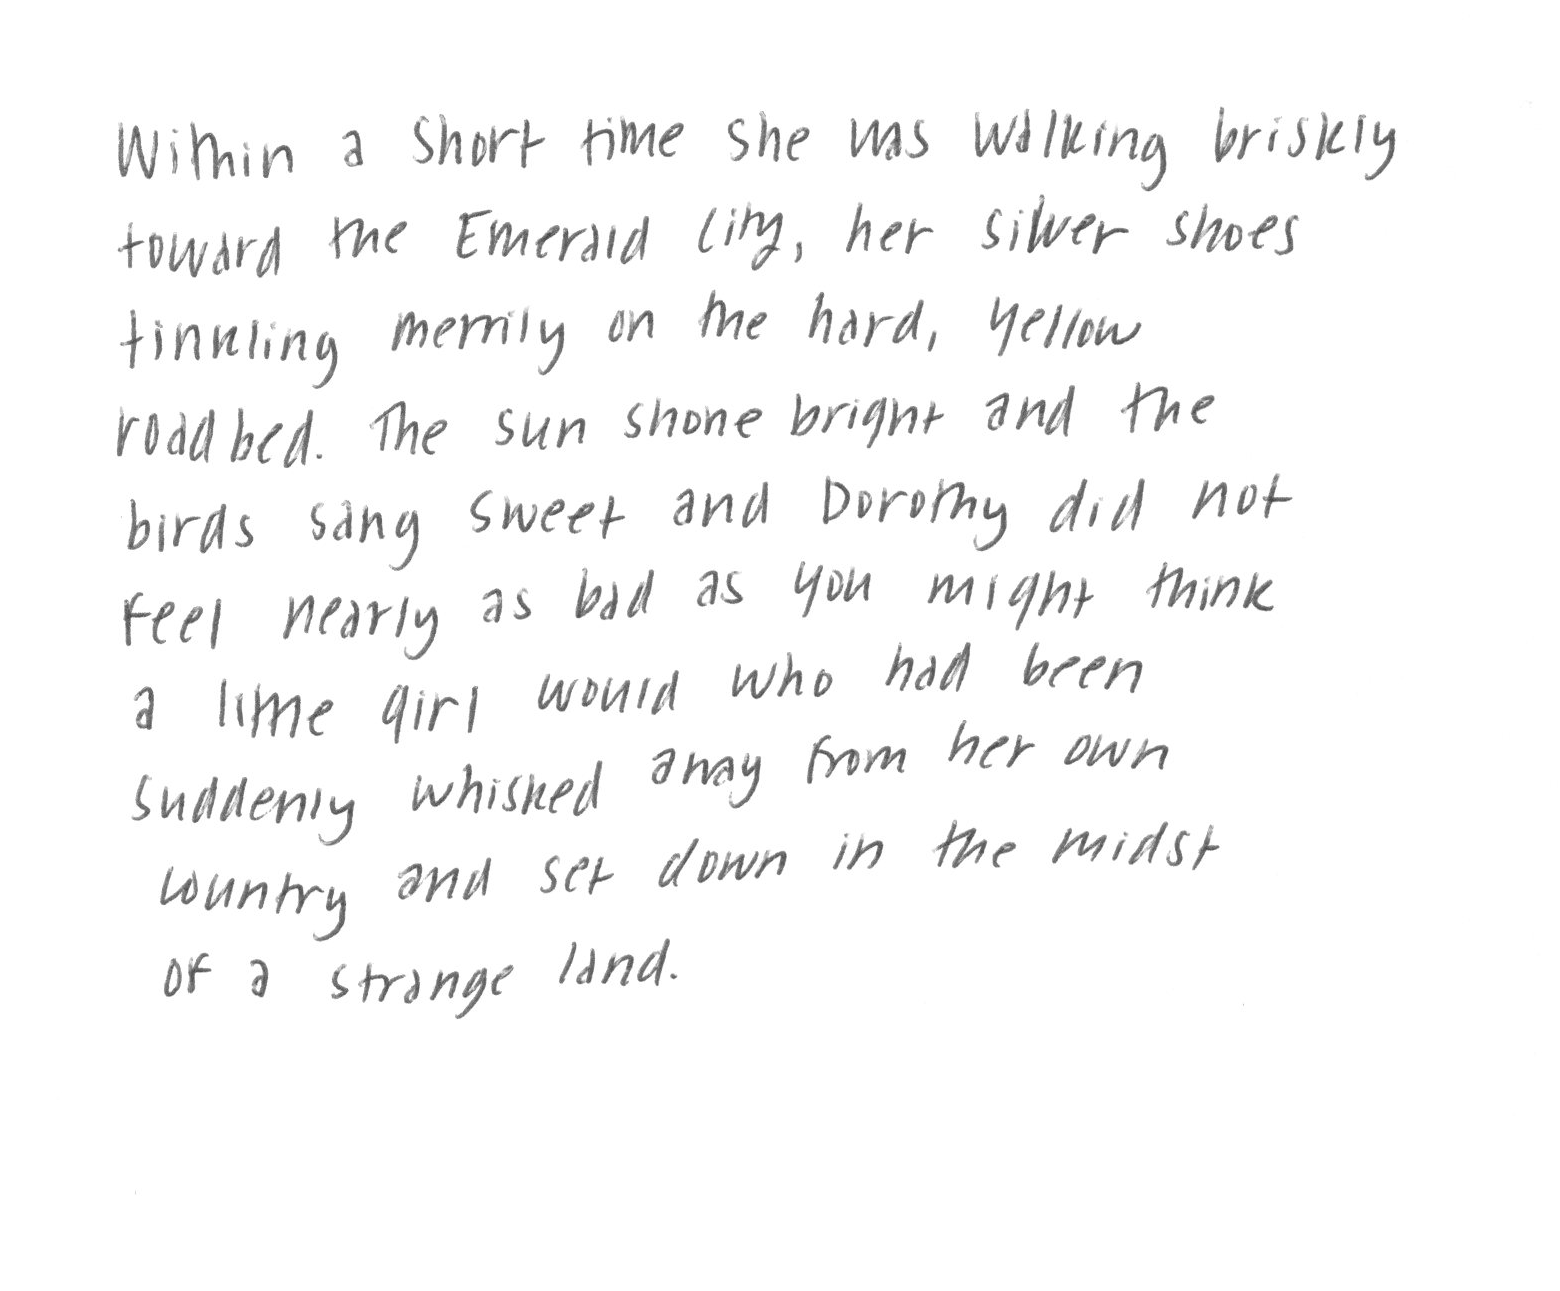 Within a short time she was walking briskly
toward the Emerald City, her silver shoes
tinkling merrily on the hard, yellow
roadbed. The sun shone bright and the
birds sang sweet and Dorothy did not
feel nearly as bad as you might think
a little girl would who had been
suddenly whisked away from her own
country and set down in the midst
of a strange land.